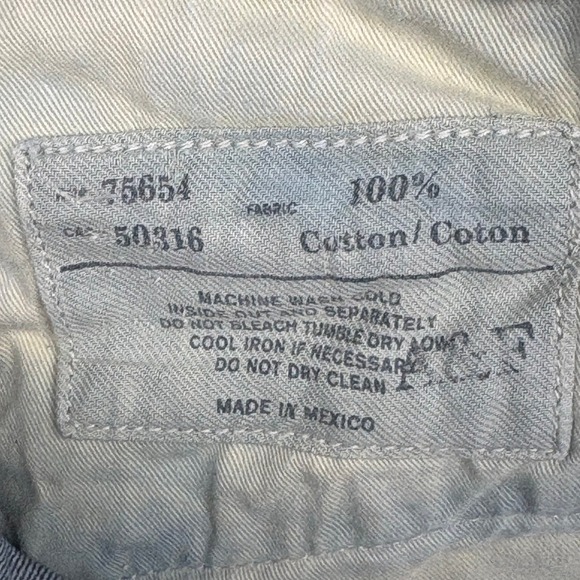 75654
FABRIC
100%
50316
Cotton/Coton
MACHINE WASH COLD
INSIDE OUT AND SEPARATELY
DO NOT BLEACH TUMBLE DRY LOW
COOL IRON IF NECESSARY
A&F
DO NOT DRY CLEAN
MADE IN MEXICO